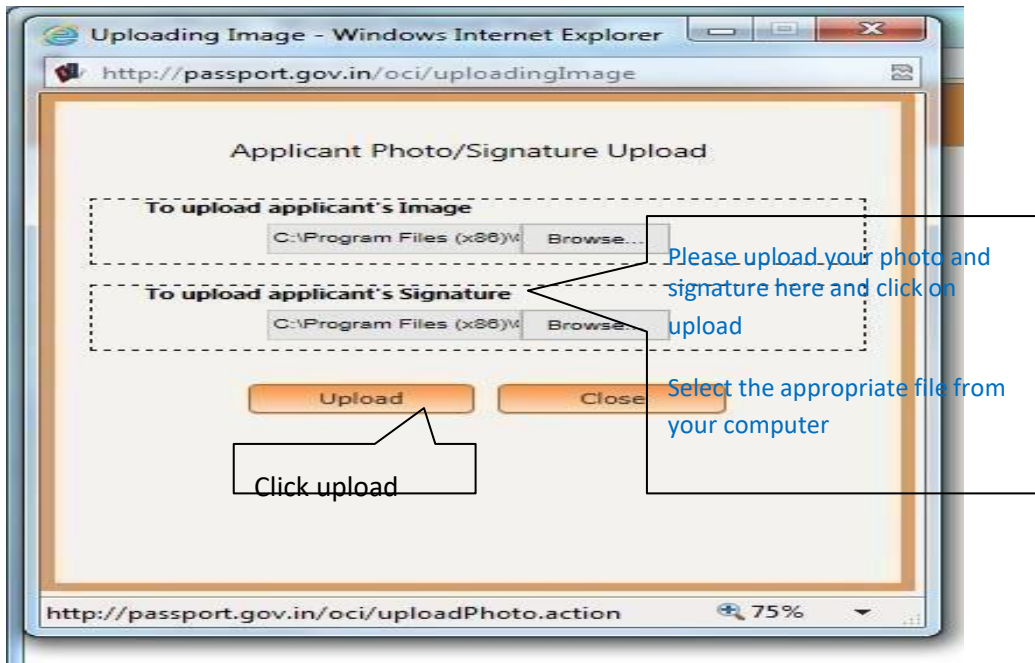 Uploading Image - Windows Internet Explorer
http://passport.gov.in/oci/uploadingImage
Applicant Photo/Signature Upload
To upload applicant's Image
C:\Program Files (x86)\ Browse...
To upload applicant's Signature
C:\Program Files (x86)\ Browse...
Please upload your photo and
signature here and click on
upload
Select the appropriate file from
your computer
Upload Close
Click upload
http://passport.gov.in/oci/uploadPhoto.action 75%